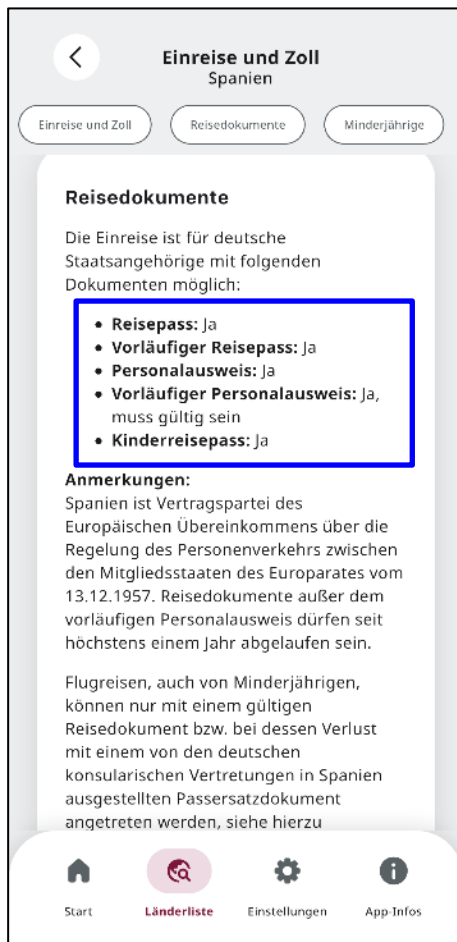 Einreise und Zoll
Spanien
Einreise und Zoll
Reisedokumente
Minderjährige
Reisedokumente
Die Einreise ist für deutsche
Staatsangehörige mit folgenden
Dokumenten möglich:
• Reisepass: Ja
• Vorläufiger Reisepass: Ja
• Personalausweis: Ja
• Vorläufiger Personalausweis: Ja,
muss gültig sein
• Kinderreisepass: Ja
Anmerkungen:
Spanien ist Vertragspartei des
Europäischen Übereinkommens über die
Regelung des Personenverkehrs zwischen
den Mitgliedsstaaten des Europarates vom
13.12.1957. Reisedokumente außer dem
vorläufigen Personalausweis dürfen seit
höchstens einem Jahr abgelaufen sein.
Flugreisen, auch von Minderjährigen,
können nur mit einem gültigen
Reisedokument bzw. bei dessen Verlust
mit einem von den deutschen
konsularischen Vertretungen in Spanien
ausgestellten Passersatzdokument
angetreten werden, siehe hierzu
Start
Länderliste
Einstellungen
App-Infos